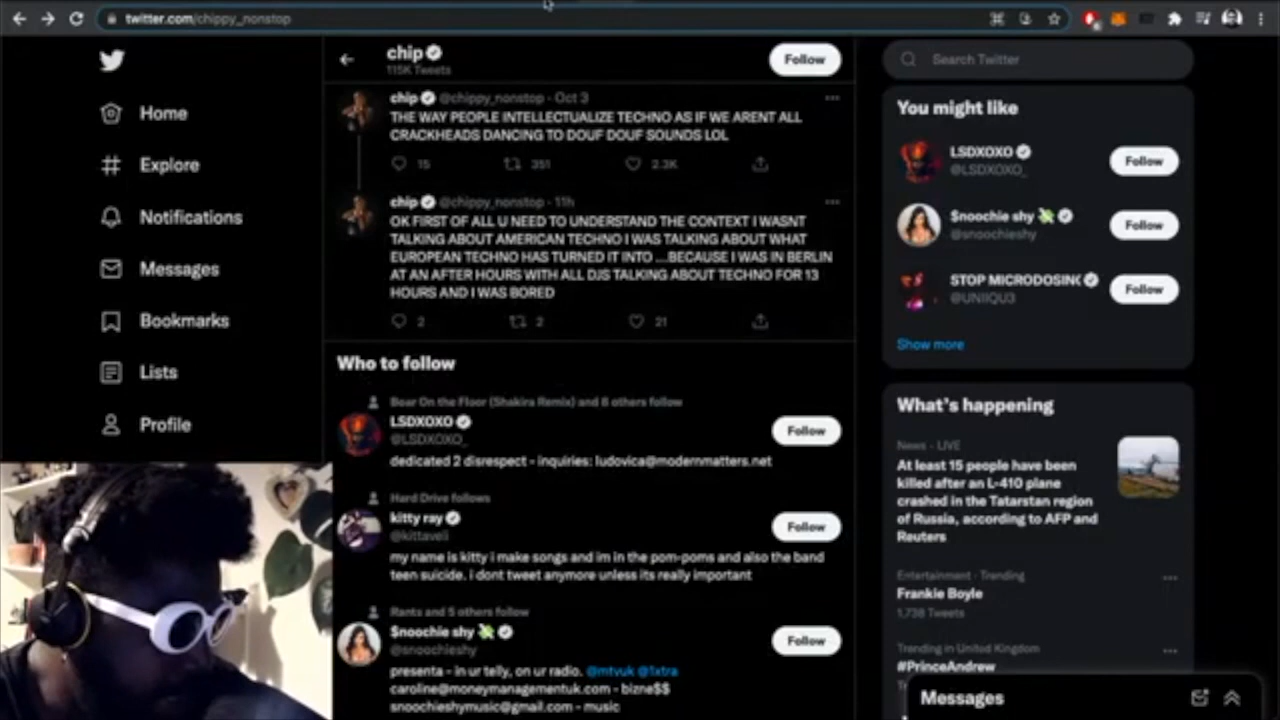 twitter.com/chippy_nonstop
Home
Explore
Notifications
Messages
Bookmarks
Lists
Profile
chip
115K Tweets
Follow
chip @chippy_nonstop · Oct 3
THE WAY PEOPLE INTELLECTUALIZE TECHNO AS IF WE ARENT ALL
CRACKHEADS DANCING TO DOUF DOUF SOUNDS LOL
15 351 2.3K
chip @chippy_nonstop · 11h
OK FIRST OF ALL U NEED TO UNDERSTAND THE CONTEXT I WASNT
TALKING ABOUT AMERICAN TECHNO I WAS TALKING ABOUT WHAT
EUROPEAN TECHNO HAS TURNED IT INTO ....BECAUSE I WAS IN BERLIN
AT AN AFTER HOURS WITH ALL DJS TALKING ABOUT TECHNO FOR 13
HOURS AND I WAS BORED
2 2 21
Who to follow
Boar On the Floor (Shakira Remix) and 8 others follow
LSDXOXO
@LSDXOXO_
Follow
dedicated 2 disrespect - inquiries: ludovica@modernmatters.net
Hard Drive follows
kitty ray
@kittaveli
Follow
my name is kitty i make songs and im in the pom-poms and also the band
teen suicide. i dont tweet anymore unless its really important
Rants and 5 others follow
$noochie shy
@snoochieshy
Follow
presenta - in ur telly, on ur radio. @mtvuk @1xtra
caroline@moneymanagementuk.com - bizne$$
snoochieshymusic@gmail.com - music
Search Twitter
You might like
LSDXOXO
@LSDXOXO_
Follow
$noochie shy
@snoochieshy
Follow
STOP MICRODOSING
@UNIIQU3
Follow
Show more
What's happening
News · LIVE
At least 15 people have been
killed after an L-410 plane
crashed in the Tatarstan region
of Russia, according to AFP and
Reuters
Entertainment · Trending
Frankie Boyle
1,738 Tweets
Trending in United Kingdom
#PrinceAndrew
Messages